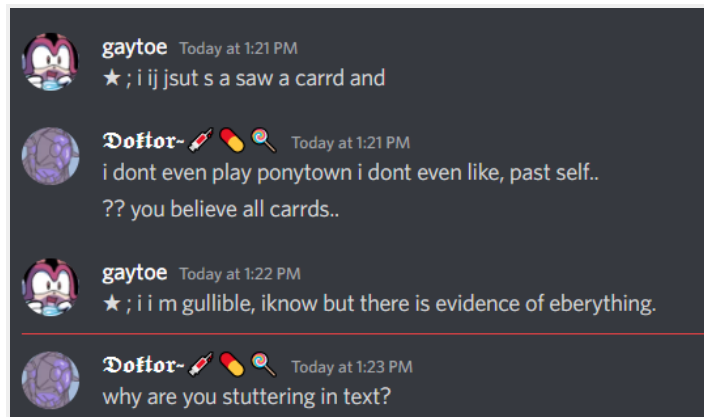 gaytoe Today at 1:21 PM
★ ; i ij jsut s a saw a carrd and
𝕯𝖔𝖐𝖙𝖔𝖗~💉💊🍭 Today at 1:21 PM
i dont even play ponytown i dont even like, past self..
?? you believe all carrds..
gaytoe Today at 1:22 PM
★ ; i i m gullible, iknow but there is evidence of eberything.
𝕯𝖔𝖐𝖙𝖔𝖗~💉💊🍭 Today at 1:23 PM
why are you stuttering in text?